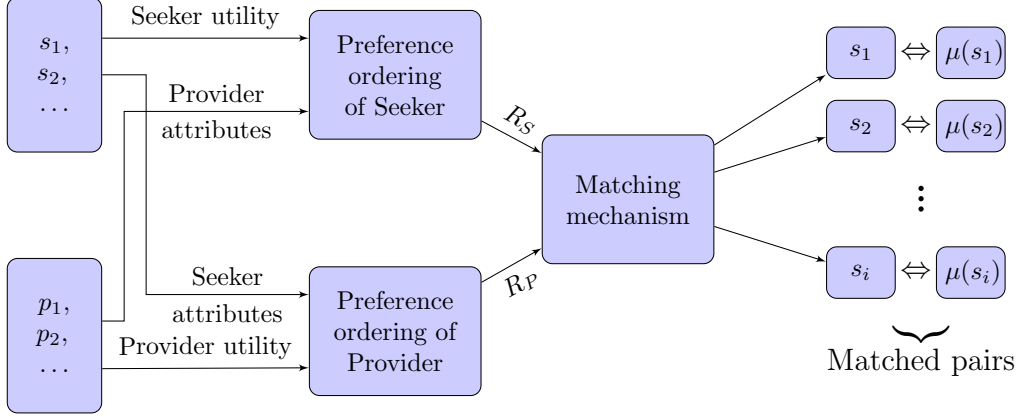 s₁,
s₂,
…
Seeker utility
Provider
attributes
Preference
ordering
of Seeker
p₁,
p₂,
…
Seeker
attributes
Provider utility
Preference
ordering of
Provider
R_S
R_P
Matching
mechanism
s₁ ⇔ μ(s₁)
s₂ ⇔ μ(s₂)
⋮
sᵢ ⇔ μ(sᵢ)
Matched pairs